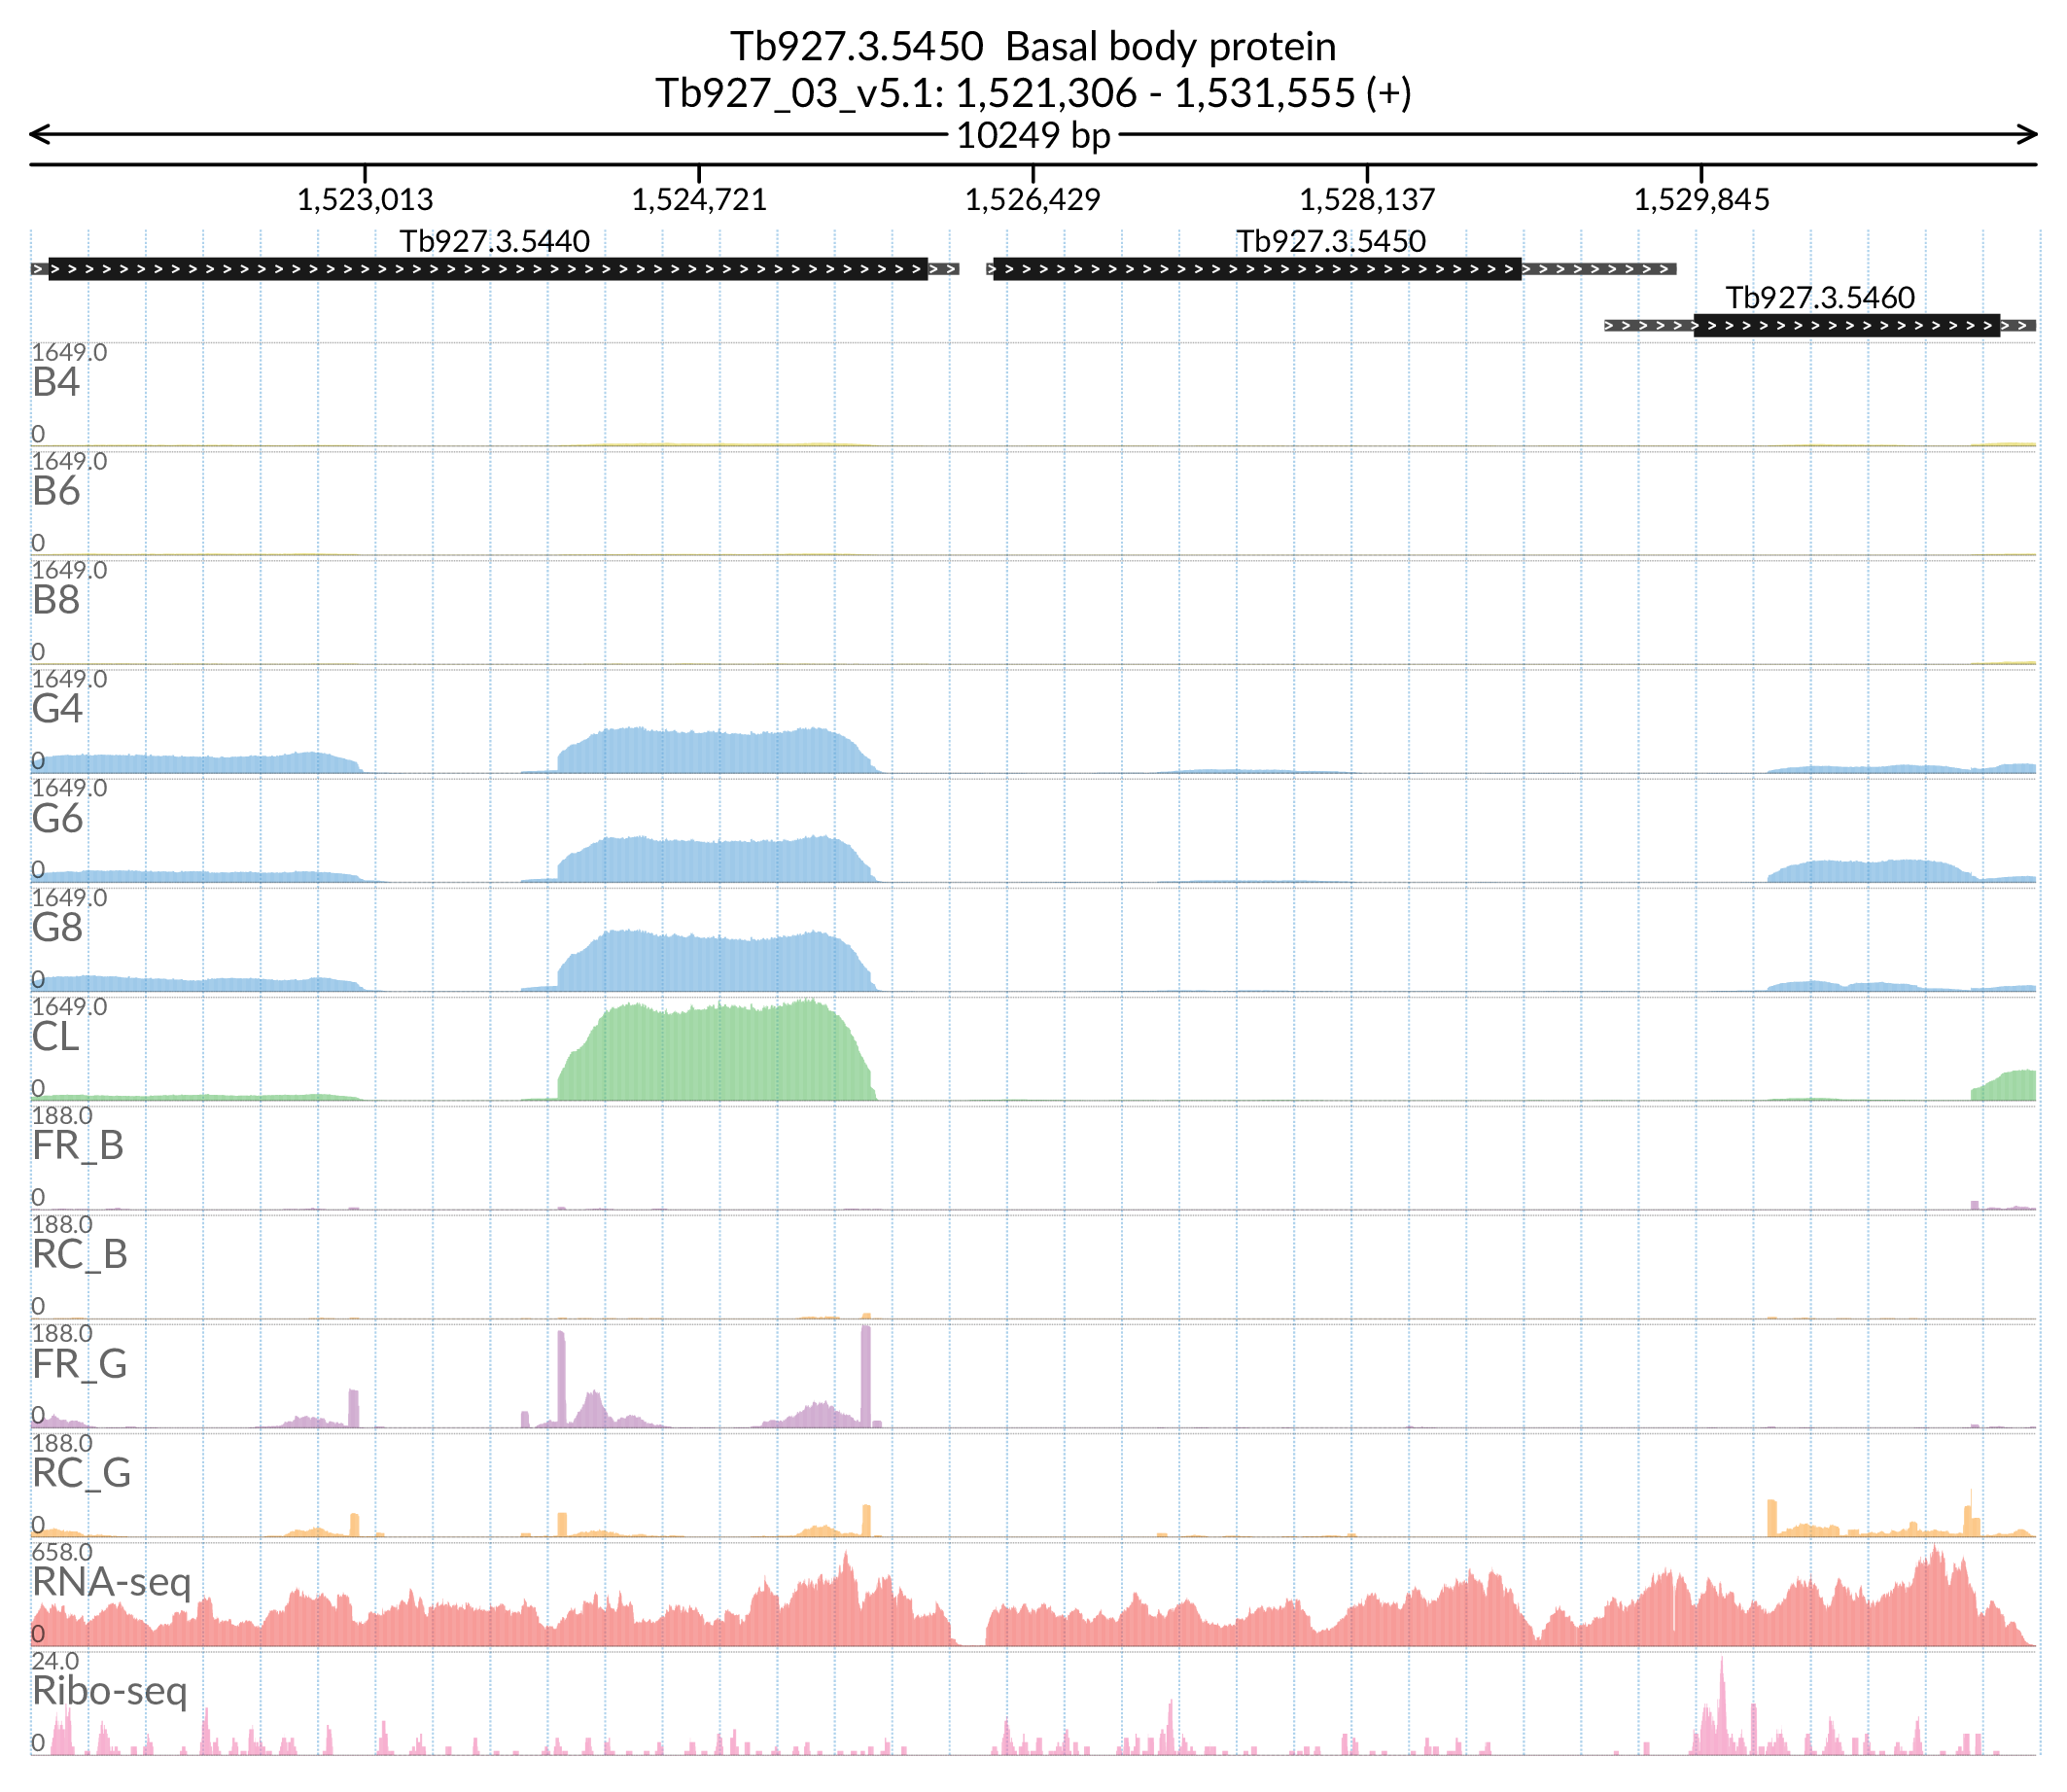 Tb927.3.5450  Basal body protein
Tb927_03_v5.1: 1,521,306 - 1,531,555 (+)
10249 bp
1,523,013 1,524,721 1,526,429 1,528,137 1,529,845
Tb927.3.5440 Tb927.3.5450
Tb927.3.5460
1649.0
B4
0
1649.0
B6
0
1649.0
B8
0
1649.0
G4
0
1649.0
G6
0
1649.0
G8
0
1649.0
CL
0
188.0
FR_B
0
188.0
RC_B
0
188.0
FR_G
0
188.0
RC_G
0
658.0
RNA-seq
0
24.0
Ribo-seq
0